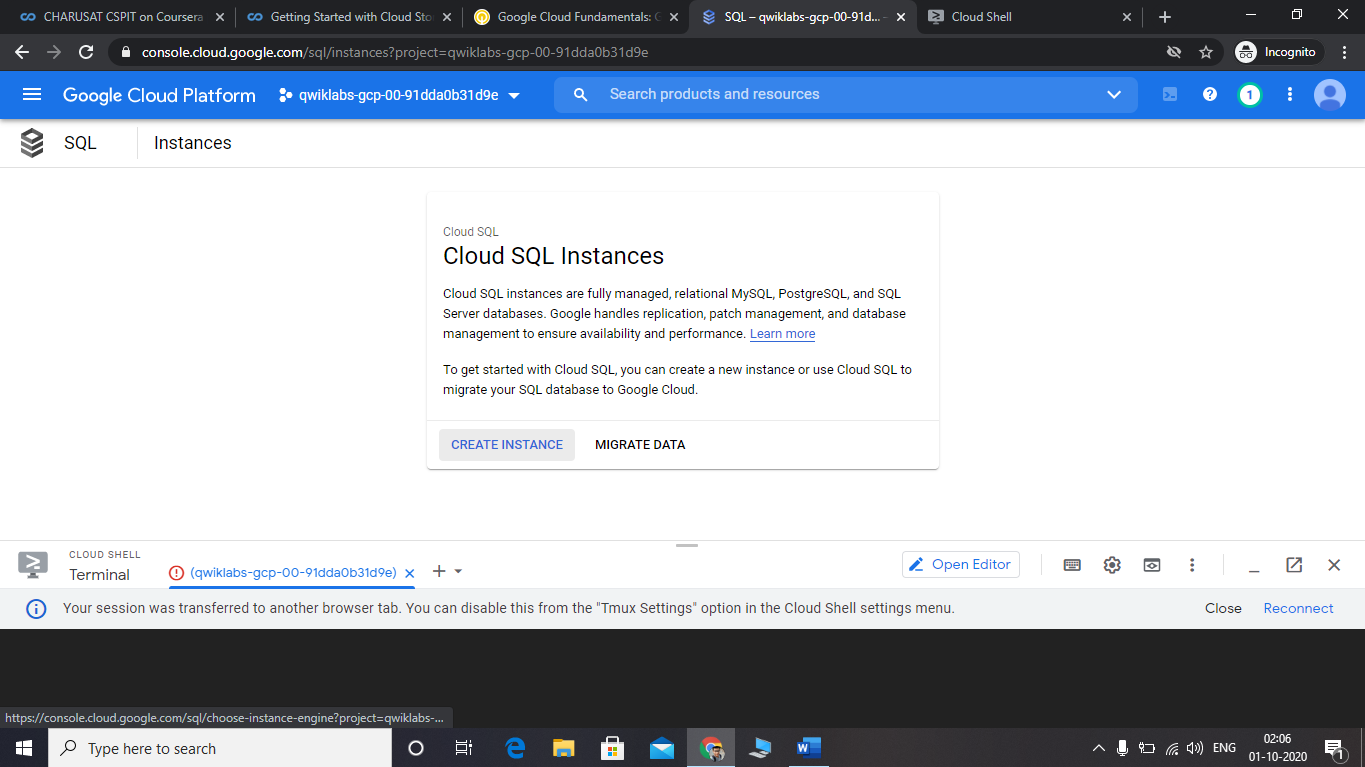 CHARUSAT CSPIT on Coursera
Getting Started with Cloud Sto
Google Cloud Fundamentals: G
SQL – qwiklabs-gcp-00-91d... -
Cloud Shell
console.cloud.google.com/sql/instances?project=qwiklabs-gcp-00-91dda0b31d9e
Incognito
Google Cloud Platform
qwiklabs-gcp-00-91dda0b31d9e
Search products and resources
1
SQL
Instances
Cloud SQL
Cloud SQL Instances
Cloud SQL instances are fully managed, relational MySQL, PostgreSQL, and SQL
Server databases. Google handles replication, patch management, and database
management to ensure availability and performance. Learn more
To get started with Cloud SQL, you can create a new instance or use Cloud SQL to
migrate your SQL database to Google Cloud.
CREATE INSTANCE
MIGRATE DATA
CLOUD SHELL
Terminal
(qwiklabs-gcp-00-91dda0b31d9e)
Open Editor
Your session was transferred to another browser tab. You can disable this from the "Tmux Settings" option in the Cloud Shell settings menu.
Close
Reconnect
https://console.cloud.google.com/sql/choose-instance-engine?project=qwiklabs-...
Type here to search
ENG
02:06
01-10-2020
1